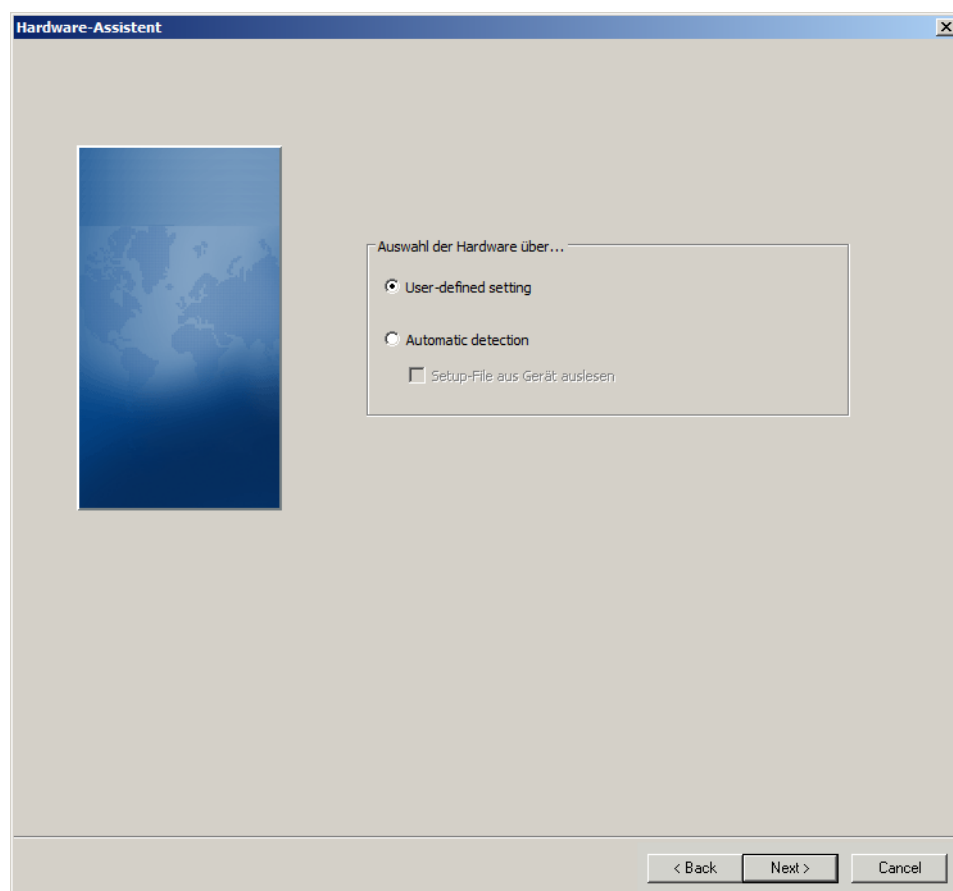 Hardware-Assistent
Auswahl der Hardware über...
User-defined setting
Automatic detection
Setup-File aus Gerät auslesen
< Back
Next >
Cancel